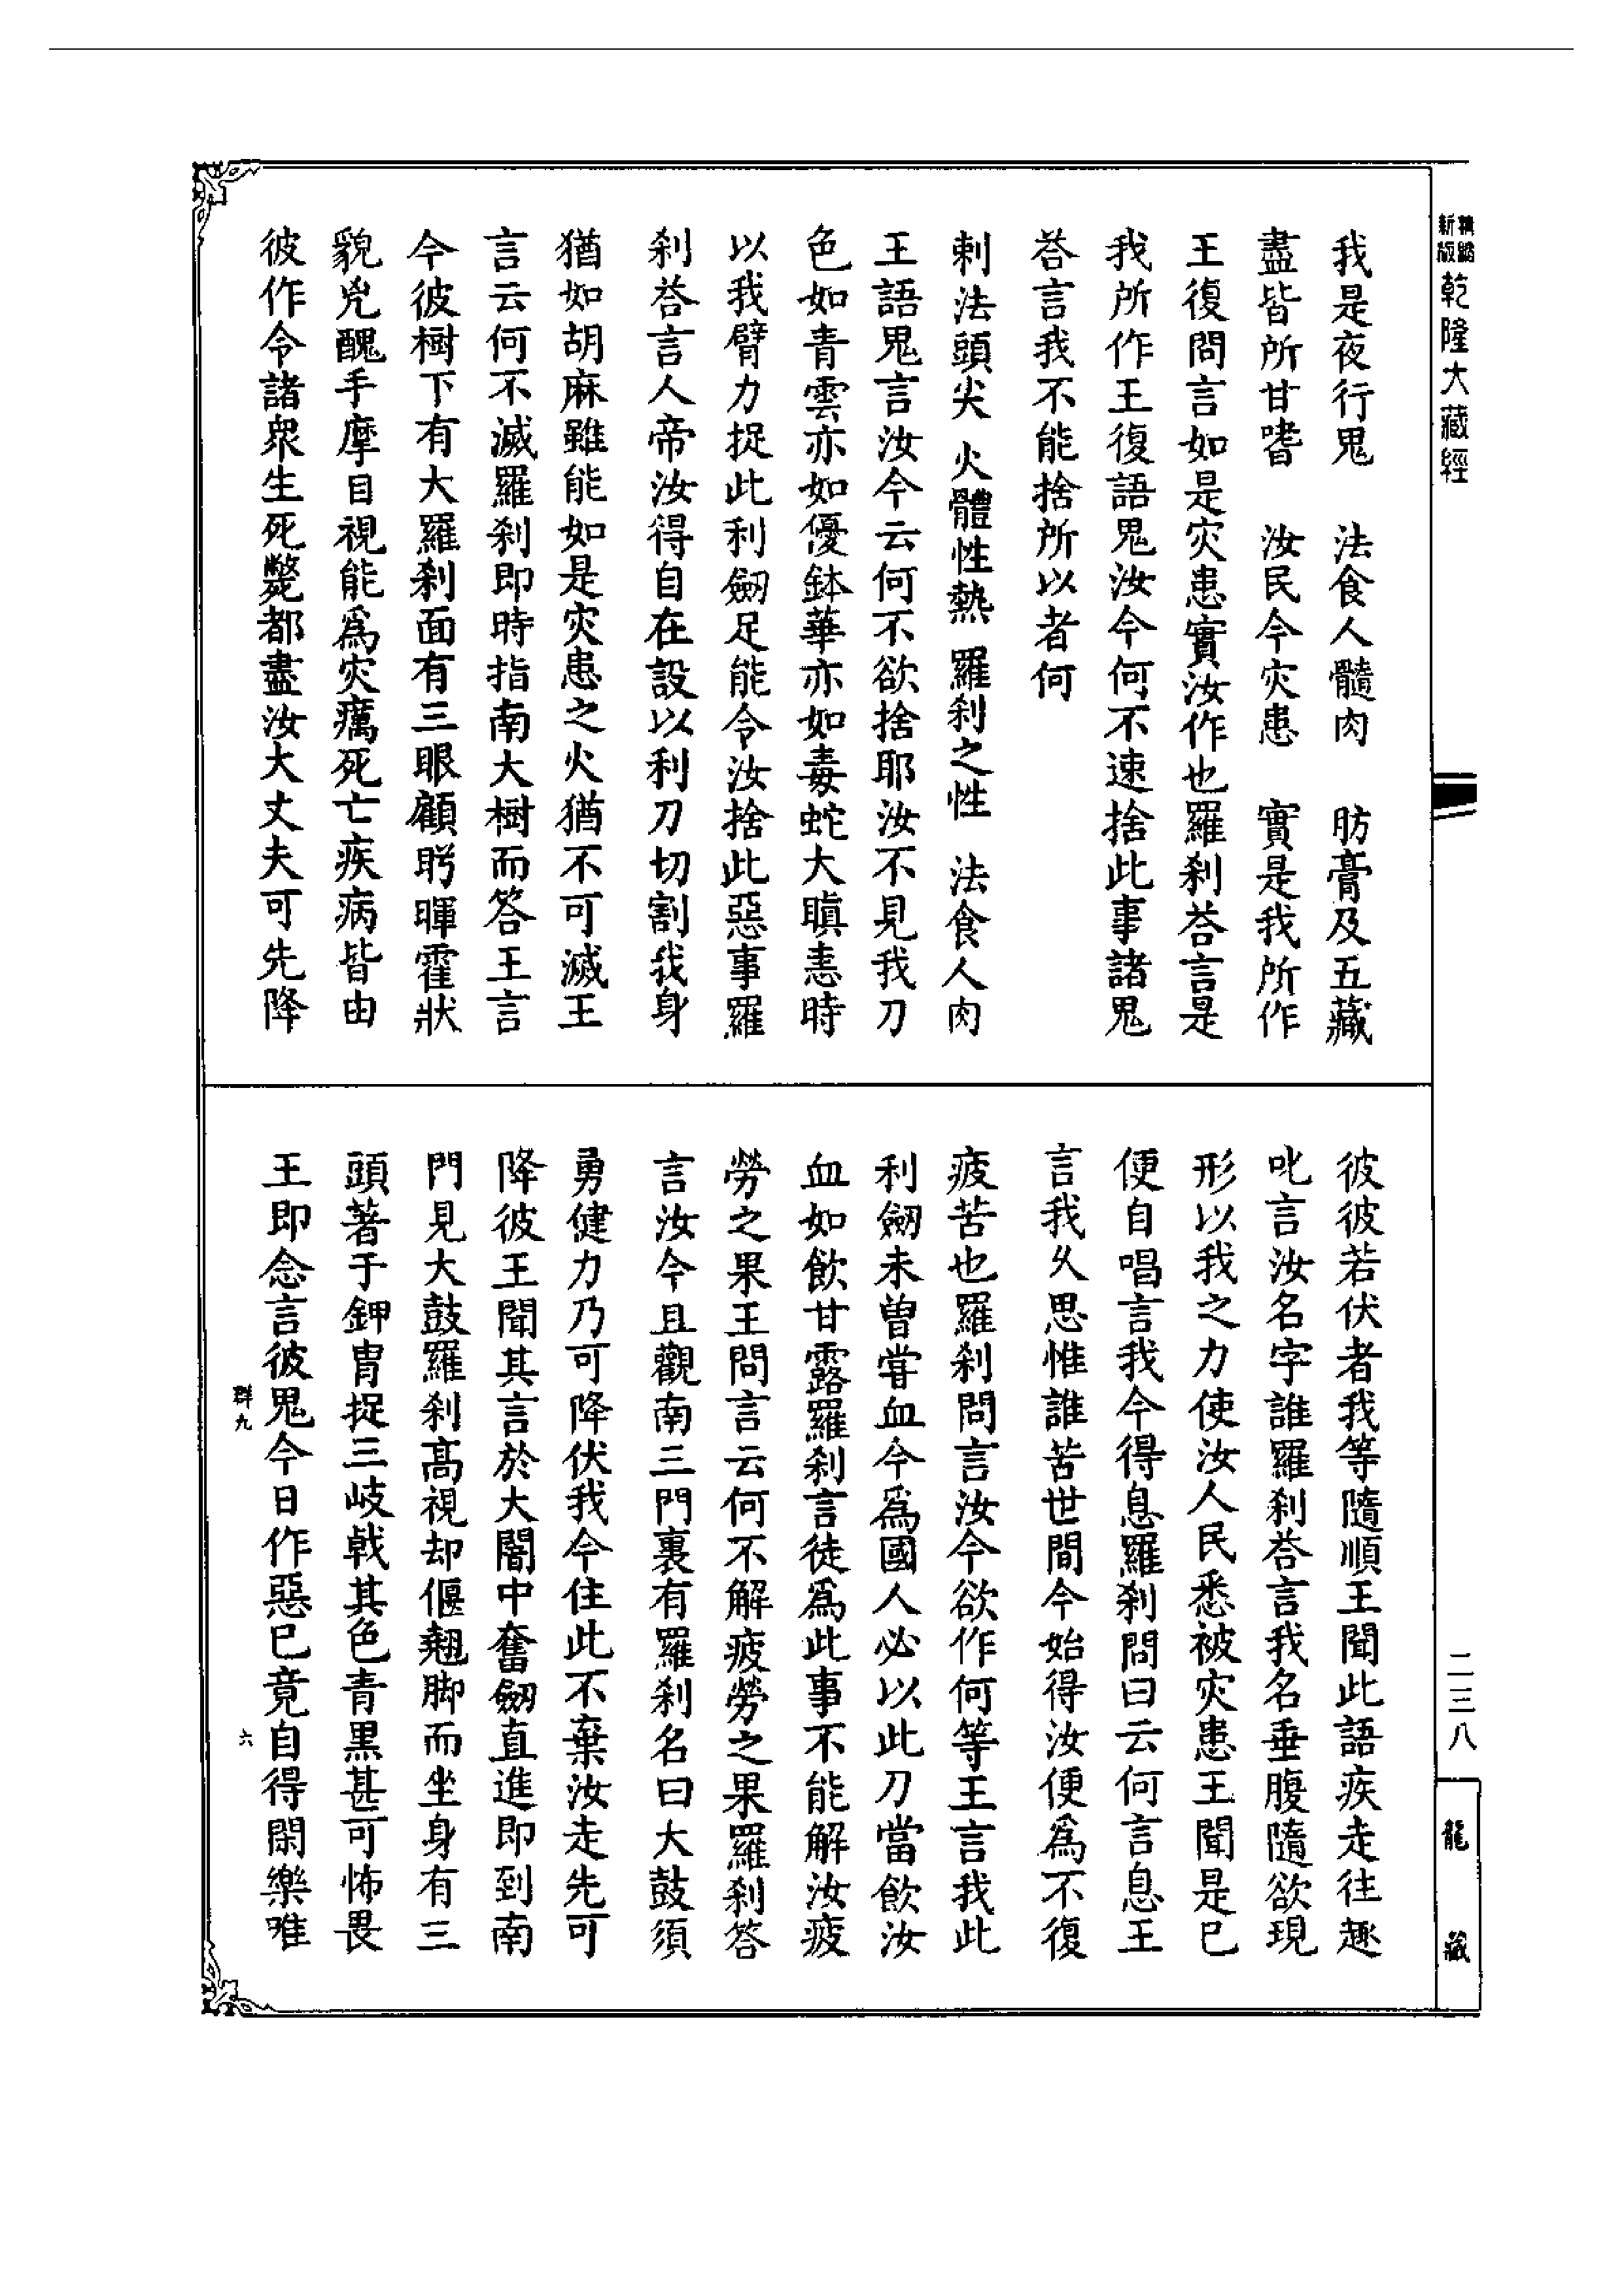 精縮
新版
乾隆大藏經
我是夜行鬼　法食人髓肉　肪膏及五藏
盡皆所甘嗜　汝民今灾患　實是我所作
王復問言如是灾患實汝作也羅刹荅言是
我所作王復語鬼汝今何不速捨此事諸鬼
荅言我不能捨所以者何
刺法頭尖　火體性熱　羅刹之性　法食人肉
王語鬼言汝今云何不欲捨耶汝不見我刀
色如青雲亦如優鉢華亦如毒蛇大瞋恚時
以我臂力捉此利劒足能令汝捨此惡事羅
刹荅言人帝汝得自在設以利刀切割我身
猶如胡麻雖能如是灾患之火猶不可滅王
言云何不滅羅刹即時指南大樹而答王言
今彼樹下有大羅刹面有三眼顧眄暉霍狀
貌兇醜手摩目視能爲灾癘死亡疾病皆由
彼作令諸衆生死斃都盡汝大丈夫可先降
彼彼若伏者我等隨順王聞此語疾走往趣
叱言汝名字誰羅刹荅言我名垂腹隨欲現
形以我之力使汝人民悉被灾患王聞是已
便自唱言我今得息羅刹問曰云何言息王
言我久思惟誰苦世間今始得汝便爲不復
疲苦也羅刹問言汝今欲作何等王言我此
利劒未曾甞血今爲國人必以此刀當飲汝
血如飲甘露羅刹言徒爲此事不能解汝疲
勞之果王問言云何不解疲勞之果羅刹答
言汝今且觀南三門裏有羅刹名曰大鼓須
勇健力乃可降伏我今住此不棄汝走先可
降彼王聞其言於大闇中奮劒直進即到南
門見大鼓羅刹高視却偃翹脚而坐身有三
頭著于鉀胄捉三岐戟其色青黑甚可怖畏
王即念言彼鬼今日作惡已竟自得閑樂唯
群九
六
二三八
龍藏